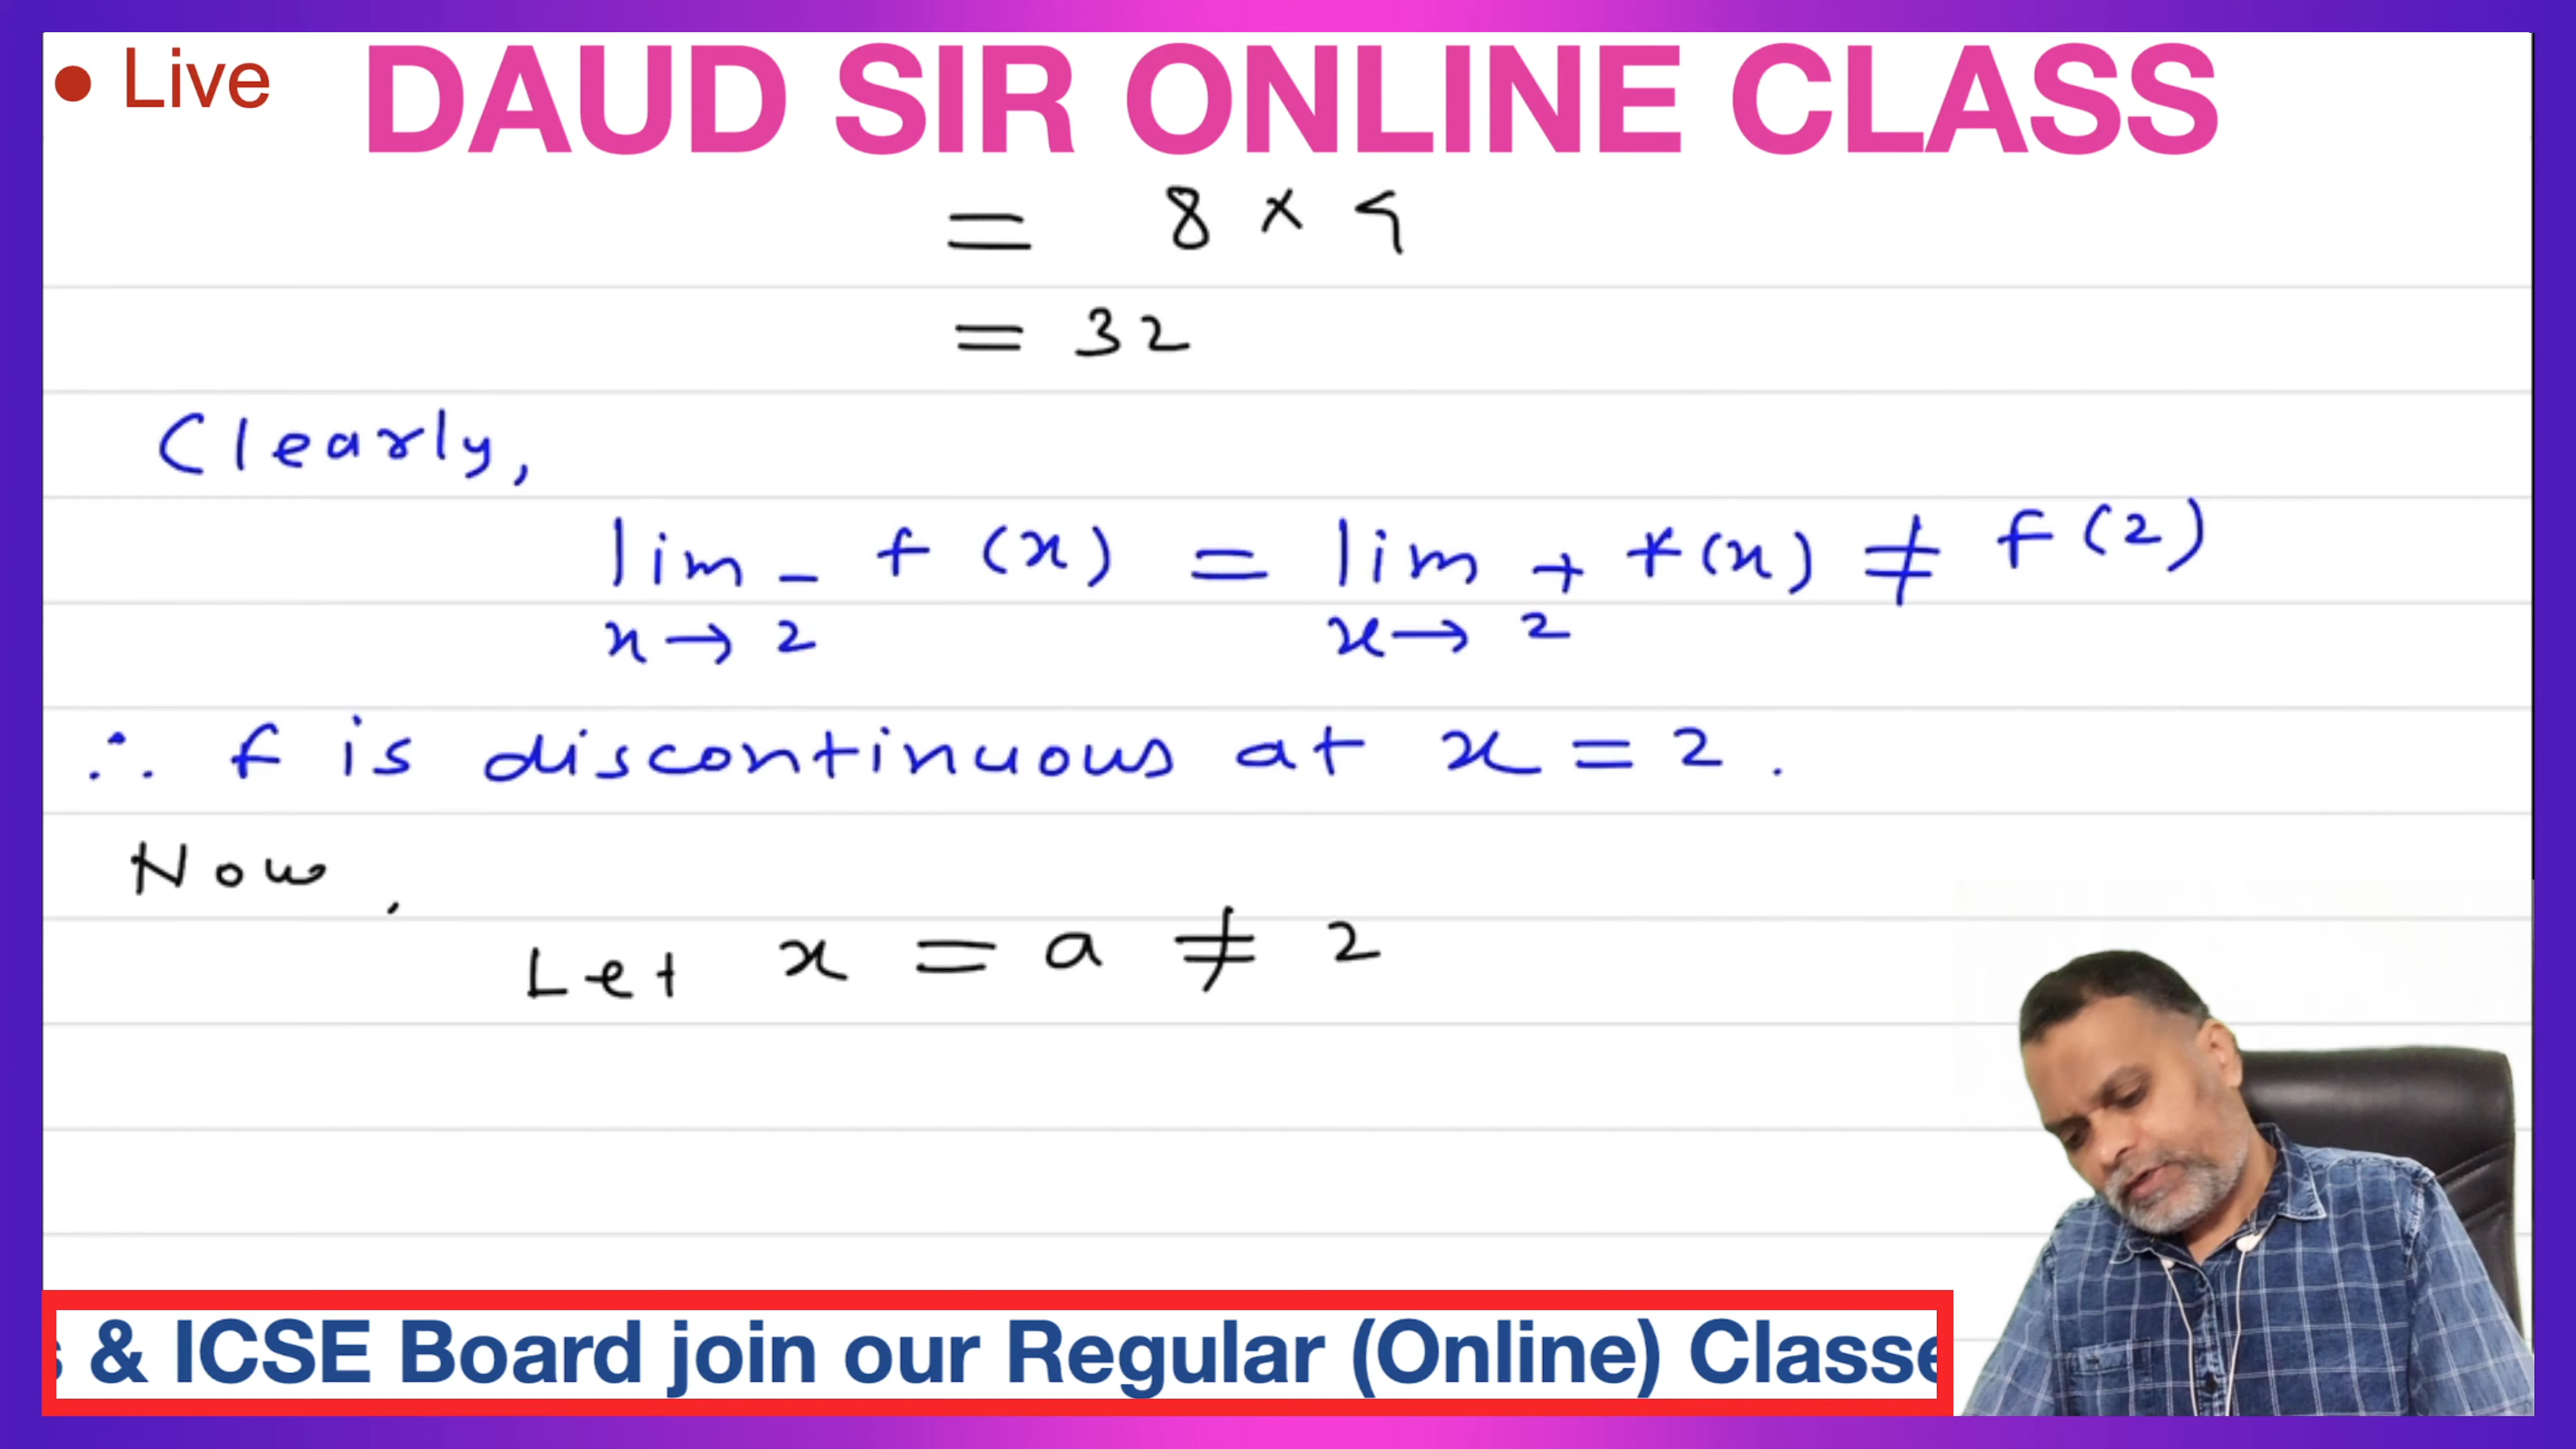 • Live
DAUD SIR ONLINE CLASS
= 8 × 4
= 32
Clearly,
lim - f (x) = lim + f(x) ≠ f(2)
x → 2 x → 2
∴ f is discontinuous at x = 2 .
Now,
Let x = a ≠ 2
& ICSE Board join our Regular (Online) Classe